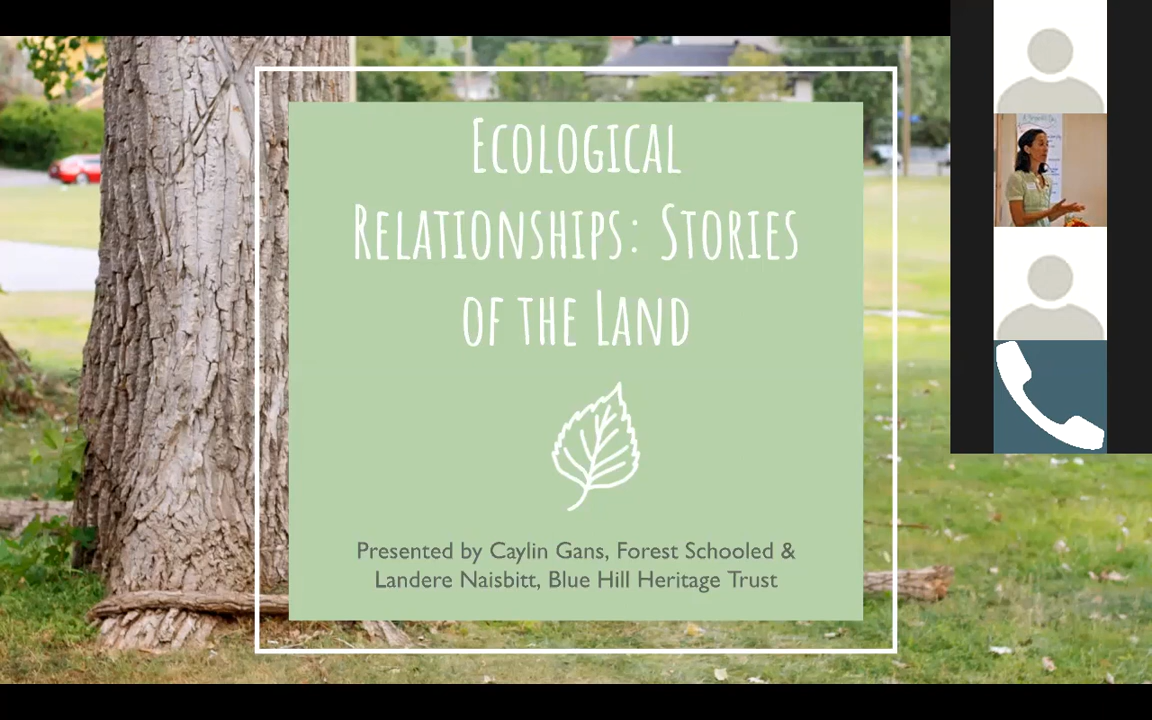 Ecological
Relationships: Stories
of the Land
Presented by Caylin Gans, Forest Schooled &
Landere Naisbitt, Blue Hill Heritage Trust